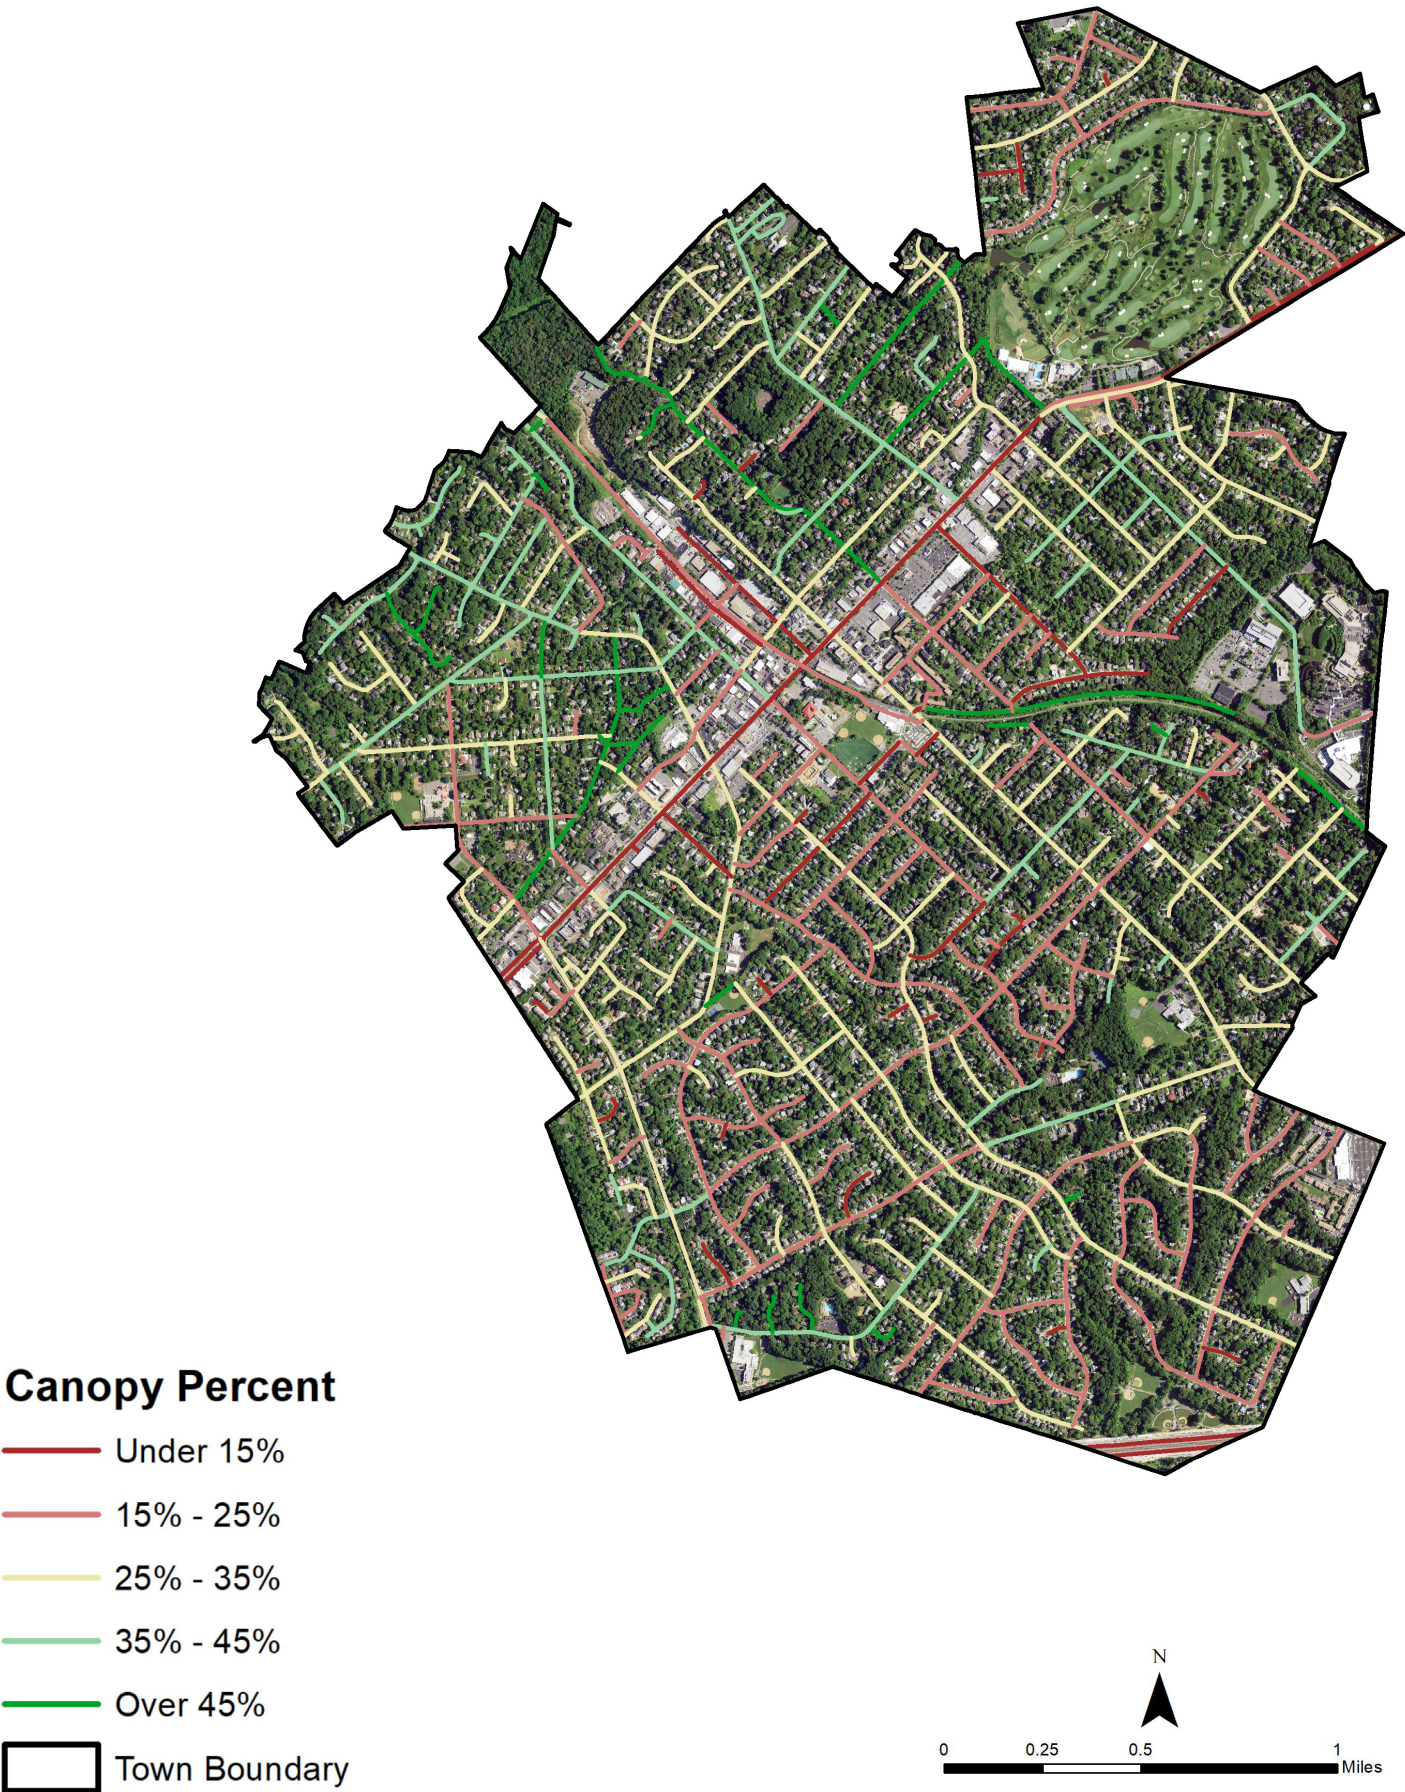 Canopy Percent
Under 15%
15% - 25%
25% - 35%
35% - 45%
Over 45%
Town Boundary
N
0 0.25 0.5 1
Miles